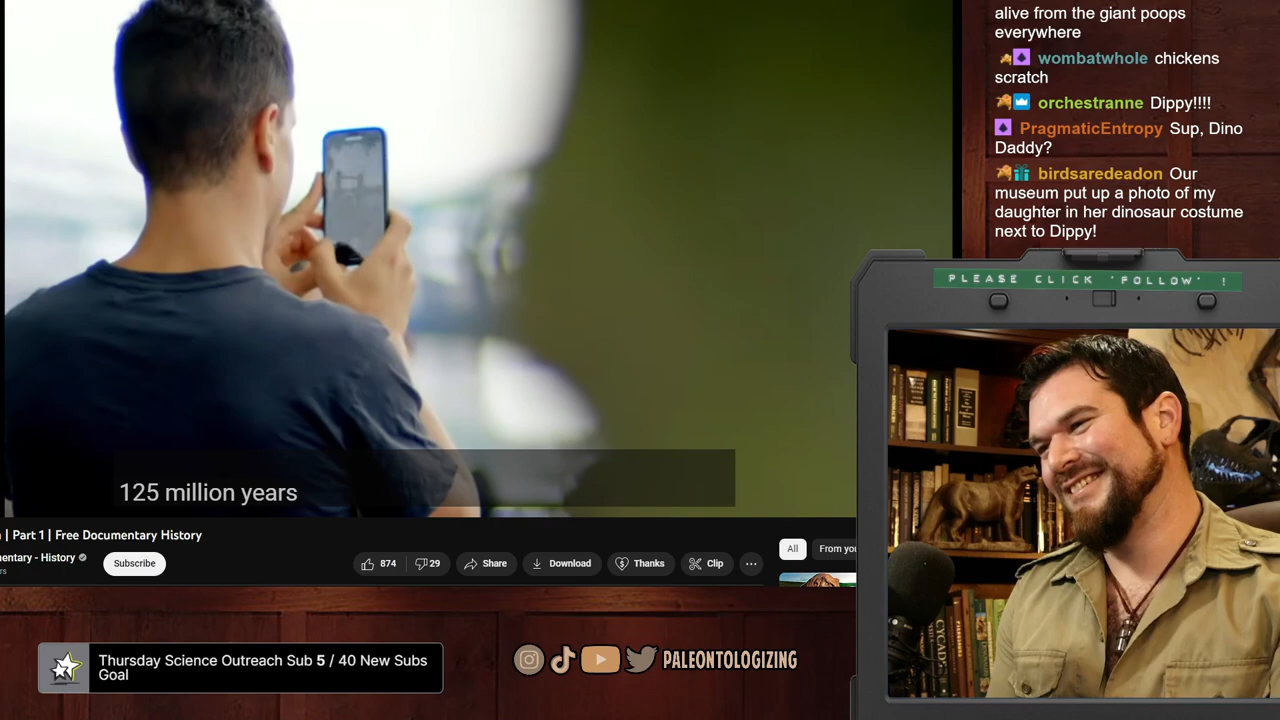 alive from the giant poops
everywhere
wombatwhole chickens
scratch
orchestranne Dippy!!!!
PragmaticEntropy Sup, Dino
Daddy?
birdsaredeadon Our
museum put up a photo of my
daughter in her dinosaur costume
next to Dippy!
PLEASE CLICK 'FOLLOW' !
125 million years
| Part 1 | Free Documentary History
mentary - History
Subscribe
874
29
Share
Download
Thanks
Clip
All
From you
Thursday Science Outreach Sub 5 / 40 New Subs
Goal
PALEONTOLOGIZING
CYCAD